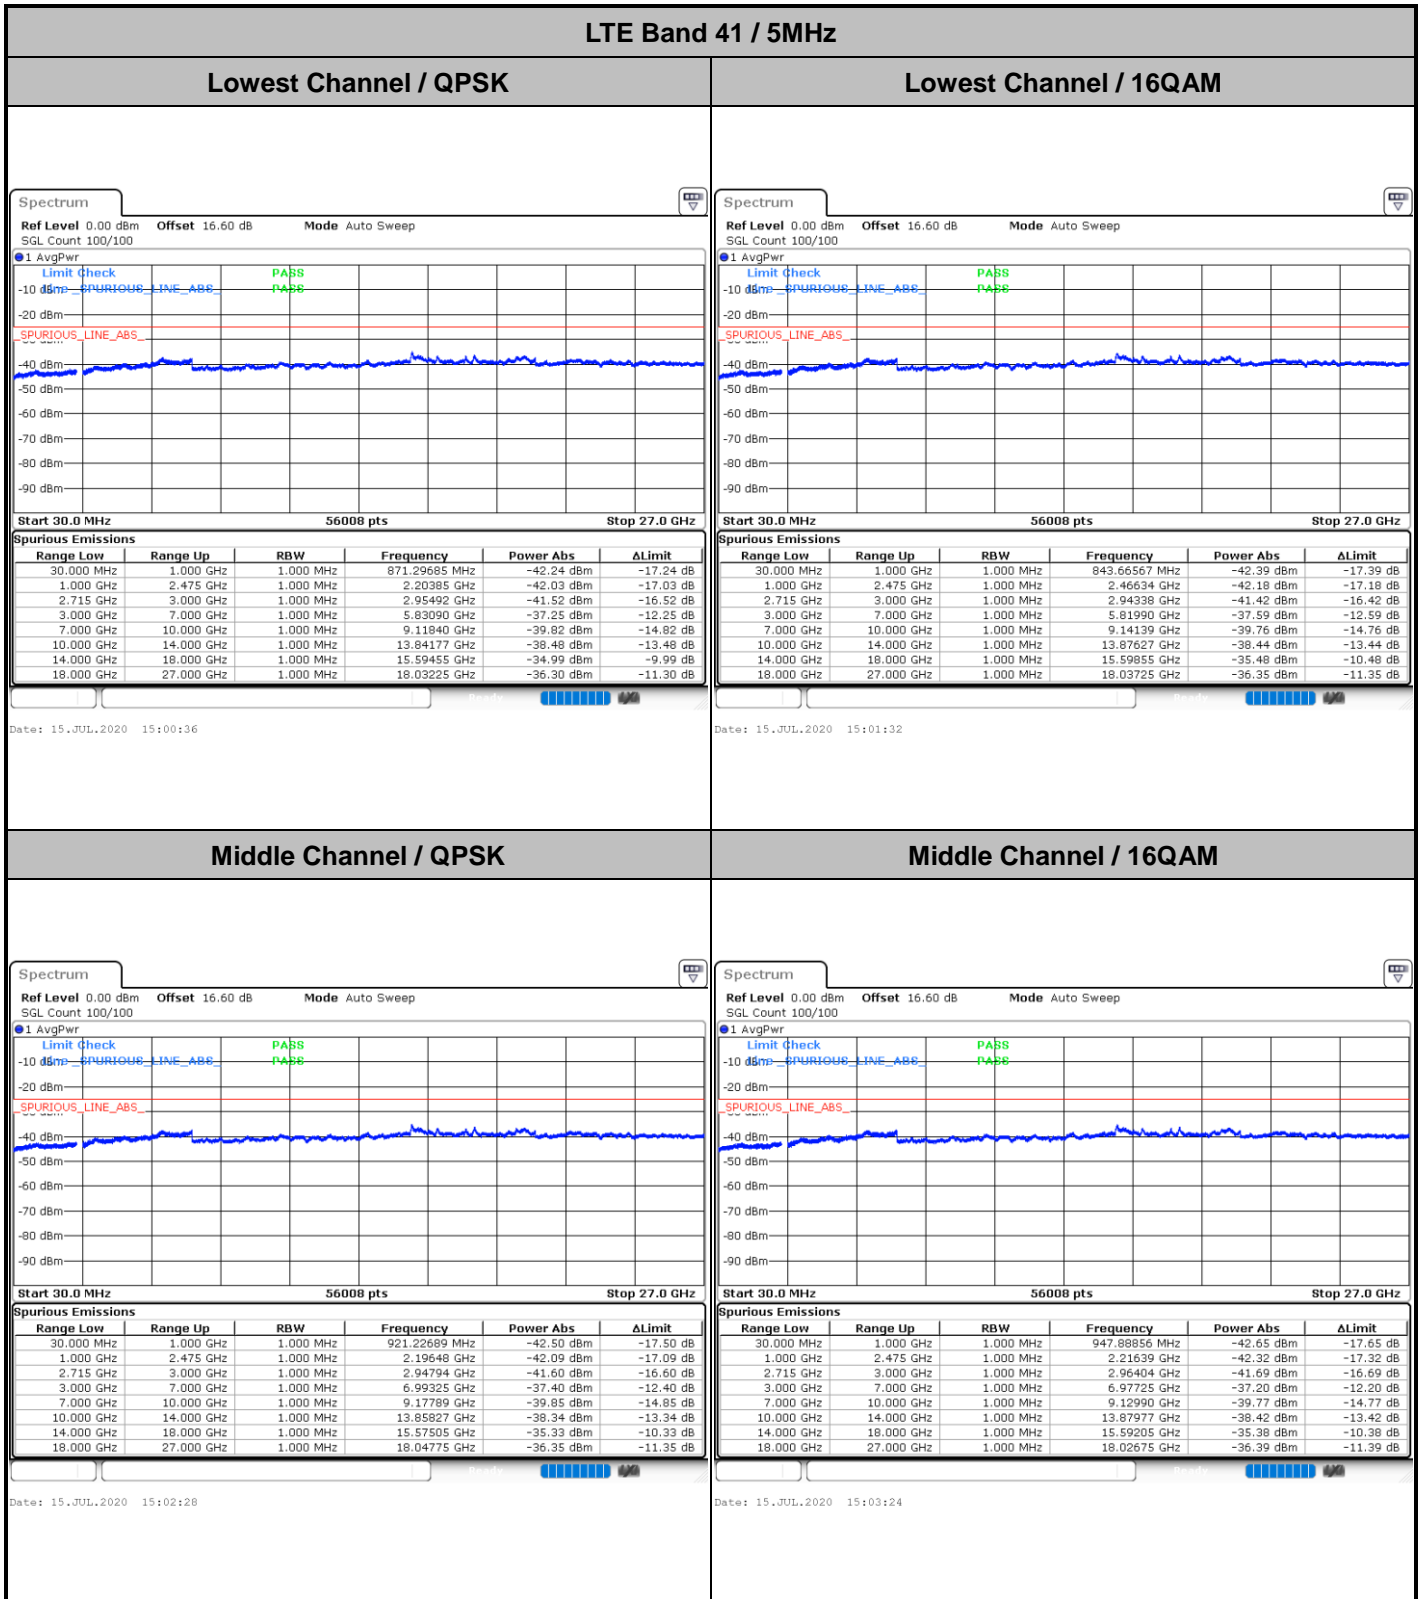 LTE Band 41 / 5MHz
Lowest Channel / QPSK
Lowest Channel / 16QAM
Spectrum
Ref Level 0.00 dBm Offset 16.60 dB Mode Auto Sweep
SGL Count 100/100
1 AvgPwr
Limit Check PASS
-10 dBm Line _SPURIOUS_LINE_ABS_ PASS
-20 dBm
_SPURIOUS_LINE_ABS_
-40 dBm
-50 dBm
-60 dBm
-70 dBm
-80 dBm
-90 dBm
Start 30.0 MHz 56008 pts Stop 27.0 GHz
Spurious Emissions
Range Low Range Up RBW Frequency Power Abs ΔLimit
30.000 MHz 1.000 GHz 1.000 MHz 871.29685 MHz -42.24 dBm -17.24 dB
1.000 GHz 2.475 GHz 1.000 MHz 2.20385 GHz -42.03 dBm -17.03 dB
2.715 GHz 3.000 GHz 1.000 MHz 2.95492 GHz -41.52 dBm -16.52 dB
3.000 GHz 7.000 GHz 1.000 MHz 5.83090 GHz -37.25 dBm -12.25 dB
7.000 GHz 10.000 GHz 1.000 MHz 9.11840 GHz -39.82 dBm -14.82 dB
10.000 GHz 14.000 GHz 1.000 MHz 13.84177 GHz -38.48 dBm -13.48 dB
14.000 GHz 18.000 GHz 1.000 MHz 15.59455 GHz -34.99 dBm -9.99 dB
18.000 GHz 27.000 GHz 1.000 MHz 18.03225 GHz -36.30 dBm -11.30 dB
Date: 15.JUL.2020 15:00:36
Spectrum
Ref Level 0.00 dBm Offset 16.60 dB Mode Auto Sweep
SGL Count 100/100
1 AvgPwr
Limit Check PASS
-10 dBm Line _SPURIOUS_LINE_ABS_ PASS
-20 dBm
_SPURIOUS_LINE_ABS_
-40 dBm
-50 dBm
-60 dBm
-70 dBm
-80 dBm
-90 dBm
Start 30.0 MHz 56008 pts Stop 27.0 GHz
Spurious Emissions
Range Low Range Up RBW Frequency Power Abs ΔLimit
30.000 MHz 1.000 GHz 1.000 MHz 843.66567 MHz -42.39 dBm -17.39 dB
1.000 GHz 2.475 GHz 1.000 MHz 2.46634 GHz -42.18 dBm -17.18 dB
2.715 GHz 3.000 GHz 1.000 MHz 2.94338 GHz -41.42 dBm -16.42 dB
3.000 GHz 7.000 GHz 1.000 MHz 5.81990 GHz -37.59 dBm -12.59 dB
7.000 GHz 10.000 GHz 1.000 MHz 9.14139 GHz -39.76 dBm -14.76 dB
10.000 GHz 14.000 GHz 1.000 MHz 13.87627 GHz -38.44 dBm -13.44 dB
14.000 GHz 18.000 GHz 1.000 MHz 15.59855 GHz -35.48 dBm -10.48 dB
18.000 GHz 27.000 GHz 1.000 MHz 18.03725 GHz -36.35 dBm -11.35 dB
Date: 15.JUL.2020 15:01:32
Middle Channel / QPSK
Middle Channel / 16QAM
Spectrum
Ref Level 0.00 dBm Offset 16.60 dB Mode Auto Sweep
SGL Count 100/100
1 AvgPwr
Limit Check PASS
-10 dBm Line _SPURIOUS_LINE_ABS_ PASS
-20 dBm
_SPURIOUS_LINE_ABS_
-40 dBm
-50 dBm
-60 dBm
-70 dBm
-80 dBm
-90 dBm
Start 30.0 MHz 56008 pts Stop 27.0 GHz
Spurious Emissions
Range Low Range Up RBW Frequency Power Abs ΔLimit
30.000 MHz 1.000 GHz 1.000 MHz 921.22689 MHz -42.50 dBm -17.50 dB
1.000 GHz 2.475 GHz 1.000 MHz 2.19648 GHz -42.09 dBm -17.09 dB
2.715 GHz 3.000 GHz 1.000 MHz 2.94794 GHz -41.60 dBm -16.60 dB
3.000 GHz 7.000 GHz 1.000 MHz 6.99325 GHz -37.40 dBm -12.40 dB
7.000 GHz 10.000 GHz 1.000 MHz 9.17789 GHz -39.85 dBm -14.85 dB
10.000 GHz 14.000 GHz 1.000 MHz 13.85827 GHz -38.34 dBm -13.34 dB
14.000 GHz 18.000 GHz 1.000 MHz 15.57505 GHz -35.33 dBm -10.33 dB
18.000 GHz 27.000 GHz 1.000 MHz 18.04775 GHz -36.35 dBm -11.35 dB
Date: 15.JUL.2020 15:02:28
Spectrum
Ref Level 0.00 dBm Offset 16.60 dB Mode Auto Sweep
SGL Count 100/100
1 AvgPwr
Limit Check PASS
-10 dBm Line _SPURIOUS_LINE_ABS_ PASS
-20 dBm
_SPURIOUS_LINE_ABS_
-40 dBm
-50 dBm
-60 dBm
-70 dBm
-80 dBm
-90 dBm
Start 30.0 MHz 56008 pts Stop 27.0 GHz
Spurious Emissions
Range Low Range Up RBW Frequency Power Abs ΔLimit
30.000 MHz 1.000 GHz 1.000 MHz 947.88856 MHz -42.65 dBm -17.65 dB
1.000 GHz 2.475 GHz 1.000 MHz 2.21639 GHz -42.32 dBm -17.32 dB
2.715 GHz 3.000 GHz 1.000 MHz 2.96404 GHz -41.69 dBm -16.69 dB
3.000 GHz 7.000 GHz 1.000 MHz 6.97725 GHz -37.20 dBm -12.20 dB
7.000 GHz 10.000 GHz 1.000 MHz 9.12990 GHz -39.77 dBm -14.77 dB
10.000 GHz 14.000 GHz 1.000 MHz 13.87977 GHz -38.42 dBm -13.42 dB
14.000 GHz 18.000 GHz 1.000 MHz 15.59205 GHz -35.38 dBm -10.38 dB
18.000 GHz 27.000 GHz 1.000 MHz 18.02675 GHz -36.39 dBm -11.39 dB
Date: 15.JUL.2020 15:03:24